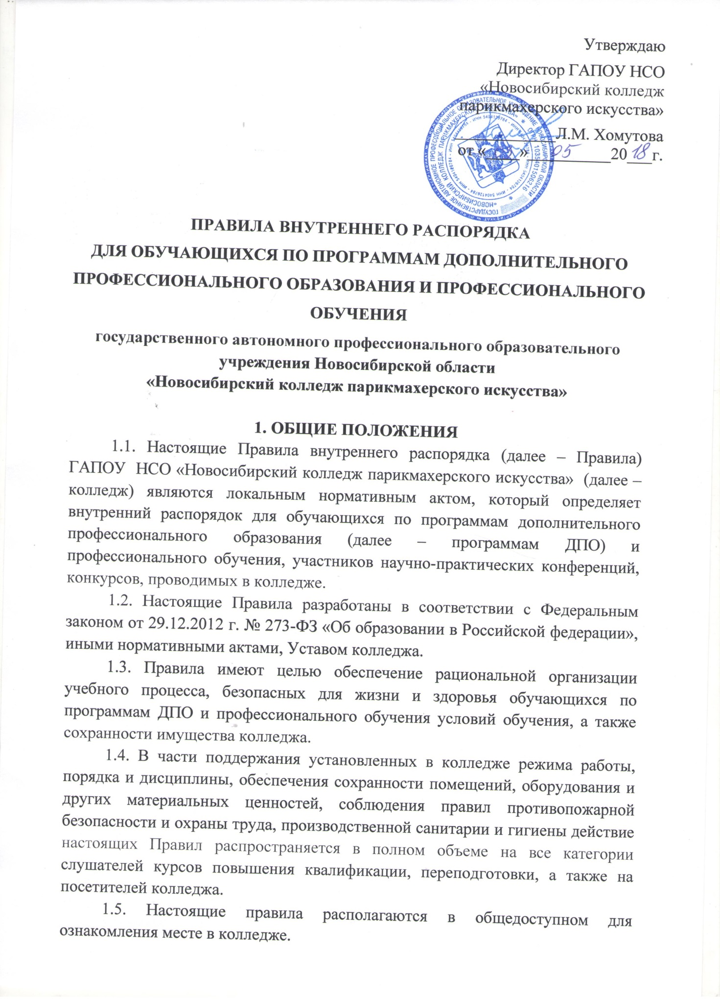 Утверждаю
Директор ГАПОУ НСО
«Новосибирский колледж
парикмахерского искусства»
____________Л.М. Хомутова
от «03» 05 2018 г.
ГОСУДАРСТВЕННОЕ АВТОНОМНОЕ ПРОФЕССИОНАЛЬНОЕ ОБРАЗОВАТЕЛЬНОЕ УЧРЕЖДЕНИЕ НОВОСИБИРСКОЙ ОБЛАСТИ
«НОВОСИБИРСКИЙ КОЛЛЕДЖ ПАРИКМАХЕРСКОГО ИСКУССТВА» * ОГРН 1035401506216 *
ИНН 5404126784
ПРАВИЛА ВНУТРЕННЕГО РАСПОРЯДКА
ДЛЯ ОБУЧАЮЩИХСЯ ПО ПРОГРАММАМ ДОПОЛНИТЕЛЬНОГО
ПРОФЕССИОНАЛЬНОГО ОБРАЗОВАНИЯ И ПРОФЕССИОНАЛЬНОГО
ОБУЧЕНИЯ
государственного автономного профессионального образовательного
учреждения Новосибирской области
«Новосибирский колледж парикмахерского искусства»
1. ОБЩИЕ ПОЛОЖЕНИЯ
1.1. Настоящие Правила внутреннего распорядка (далее – Правила)
ГАПОУ НСО «Новосибирский колледж парикмахерского искусства» (далее –
колледж) являются локальным нормативным актом, который определяет
внутренний распорядок для обучающихся по программам дополнительного
профессионального образования (далее – программам ДПО) и
профессионального обучения, участников научно-практических конференций,
конкурсов, проводимых в колледже.
1.2. Настоящие Правила разработаны в соответствии с Федеральным
законом от 29.12.2012 г. № 273-ФЗ «Об образовании в Российской федерации»,
иными нормативными актами, Уставом колледжа.
1.3. Правила имеют целью обеспечение рациональной организации
учебного процесса, безопасных для жизни и здоровья обучающихся по
программам ДПО и профессионального обучения условий обучения, а также
сохранности имущества колледжа.
1.4. В части поддержания установленных в колледже режима работы,
порядка и дисциплины, обеспечения сохранности помещений, оборудования и
других материальных ценностей, соблюдения правил противопожарной
безопасности и охраны труда, производственной санитарии и гигиены действие
настоящих Правил распространяется в полном объеме на все категории
слушателей курсов повышения квалификации, переподготовки, а также на
посетителей колледжа.
1.5. Настоящие правила располагаются в общедоступном для
ознакомления месте в колледже.